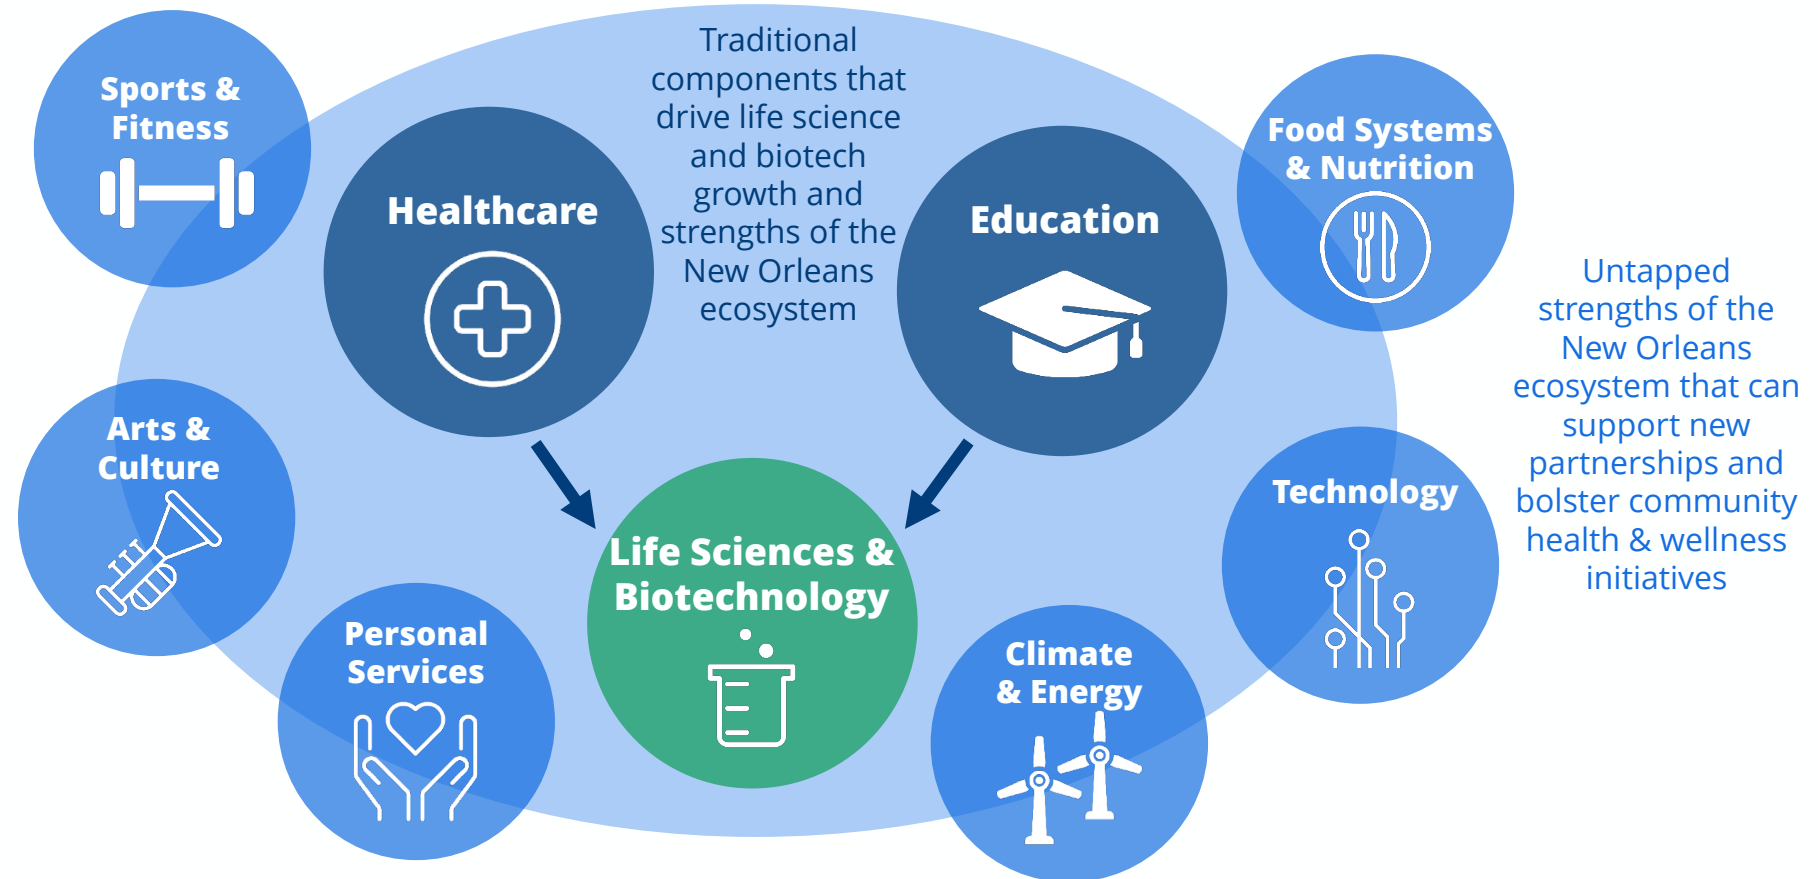 Sports &
Fitness
Healthcare
Traditional
components that
drive life science
and biotech
growth and
strengths of the
New Orleans
ecosystem
Education
Food Systems
& Nutrition
Untapped
strengths of the
New Orleans
ecosystem that can
support new
partnerships and
bolster community
health & wellness
initiatives
Arts &
Culture
Technology
Life Sciences &
Biotechnology
Personal
Services
Climate
& Energy